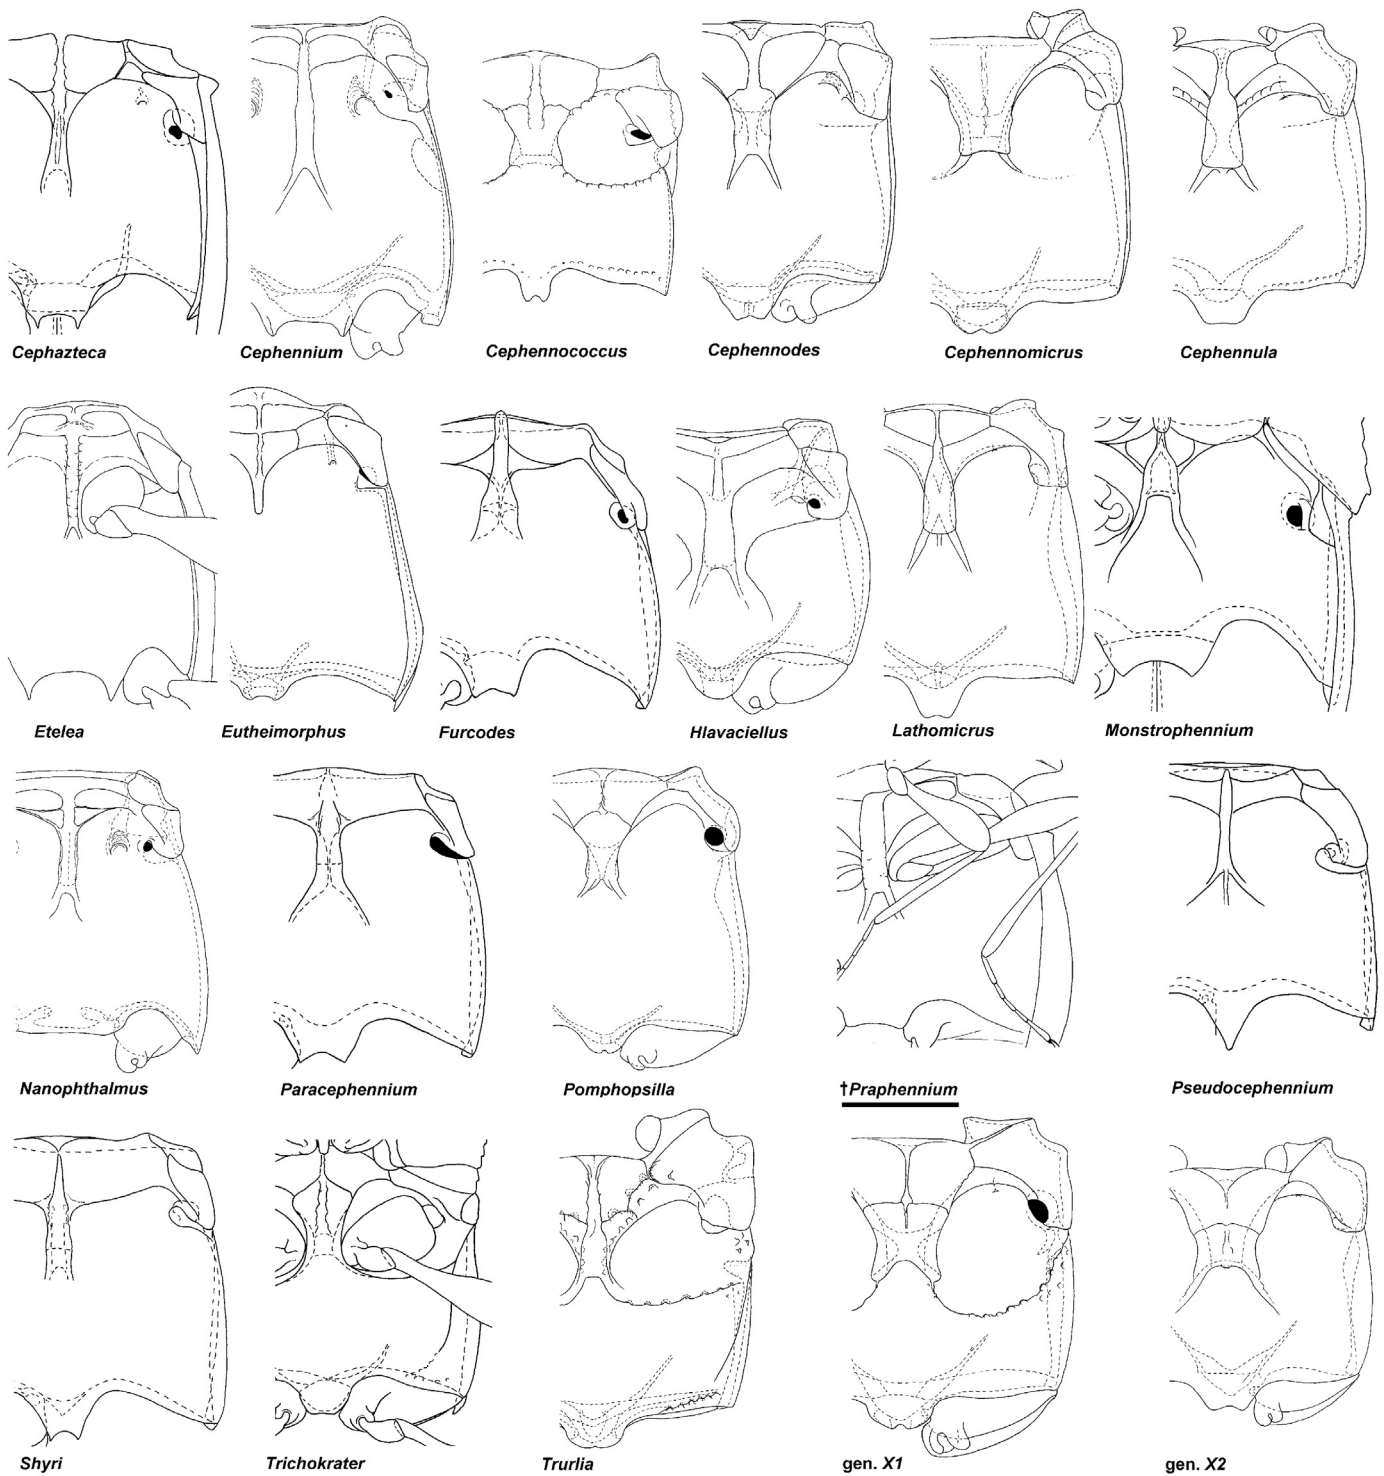 Cephazteca
Cephennium
Cephennococcus
Cephennodes
Cephennomicrus
Cephennula
Etelea
Eutheimorphus
Furcodes
Hlavaciellus
Lathomicrus
Monstrophennium
Nanophthalmus
Paracephennium
Pomphopsilla
†Praphennium
Pseudocephennium
Shyri
Trichokrater
Trurlia
gen. X1
gen. X2